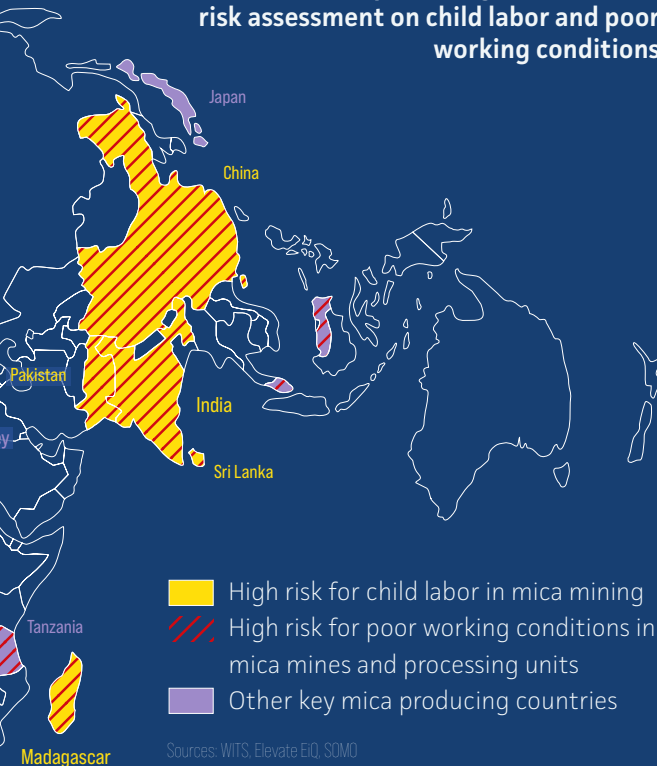 risk assessment on child labor and poor
working conditions
Japan
China
Pakistan
India
ey
Sri Lanka
High risk for child labor in mica mining
High risk for poor working conditions in
mica mines and processing units
Other key mica producing countries
Tanzania
Madagascar
Sources: WITS, Elevate EiQ, SOMO